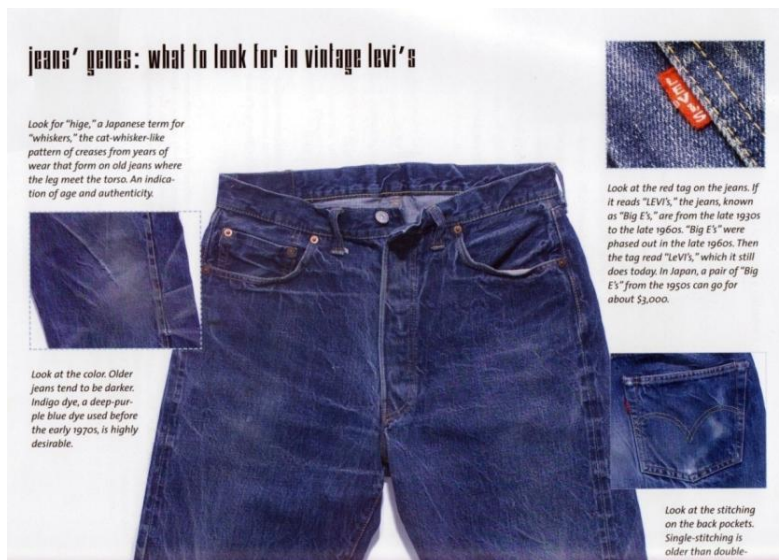 jeans' genes: what to look for in vintage levi's
Look for "hige," a Japanese term for
"whiskers," the cat-whisker-like
pattern of creases from years of
wear that form on old jeans where
the leg meet the torso. An indica-
tion of age and authenticity.
Look at the color. Older
jeans tend to be darker.
Indigo dye, a deep-pur-
ple blue dye used before
the early 1970s, is highly
desirable.
LEVI'S
Look at the red tag on the jeans. If
it reads "LEVI's," the jeans, known
as "Big E's," are from the late 1930s
to the late 1960s. "Big E's" were
phased out in the late 1960s. Then
the tag read "LeVI's," which it still
does today. In Japan, a pair of "Big
E's" from the 1950s can go for
about $3,000.
Look at the stitching
on the back pockets.
Single-stitching is
older than double-